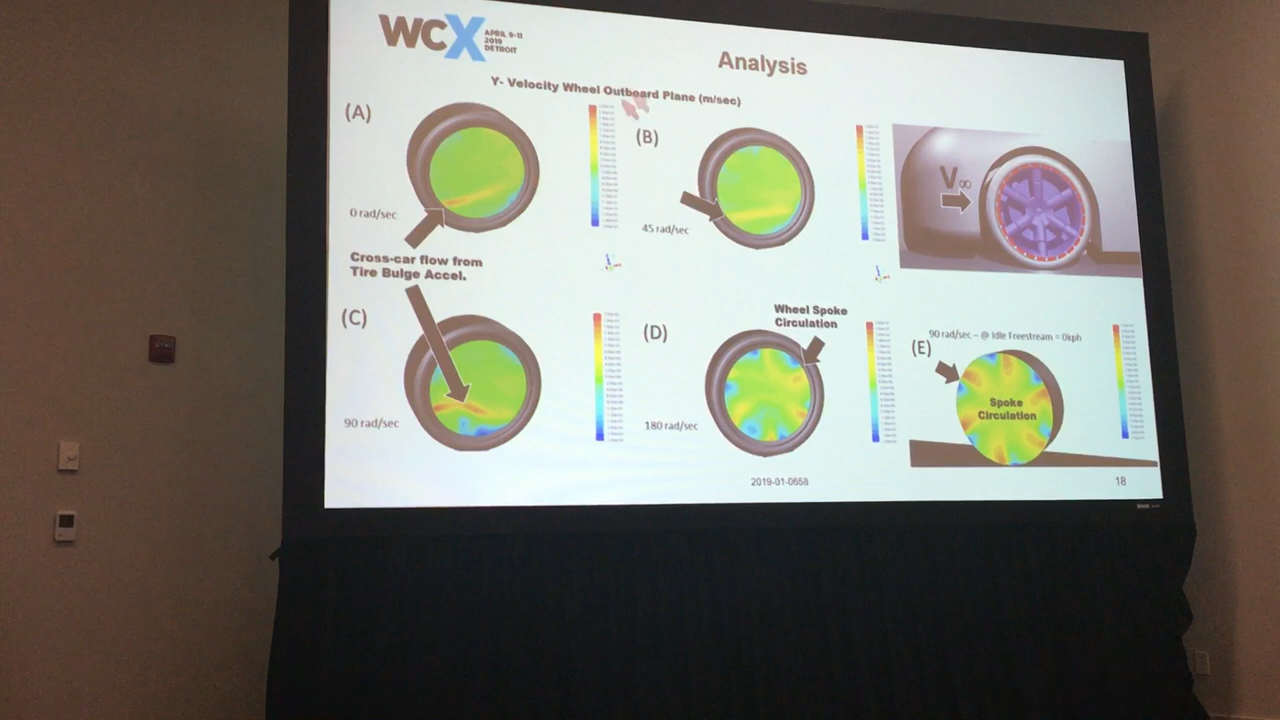 WCX
APRIL 9-11
2019
DETROIT
Analysis
Y- Velocity Wheel Outboard Plane (m/sec)
(A)
0 rad/sec
(B)
45 rad/sec
V∞
Cross-car flow from
Tire Bulge Accel.
(C)
90 rad/sec
(D)
180 rad/sec
Wheel Spoke
Circulation
90 rad/sec – @ Idle Freestream = 0kph
(E)
Spoke
Circulation
2019-01-0658
18